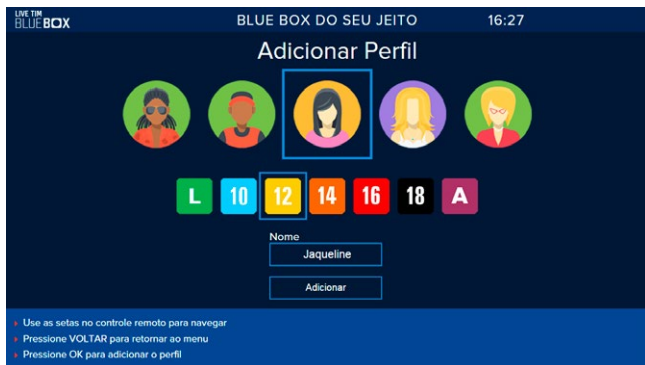 LIVE TIM
BLUE BOX
BLUE BOX DO SEU JEITO
16:27
Adicionar Perfil
L 10 12 14 16 18 A
Nome
Jaqueline
Adicionar
Use as setas no controle remoto para navegar
Pressione VOLTAR para retornar ao menu
Pressione OK para adicionar o perfil